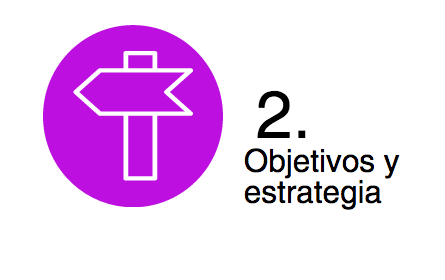 2.
Objetivos y
estrategia